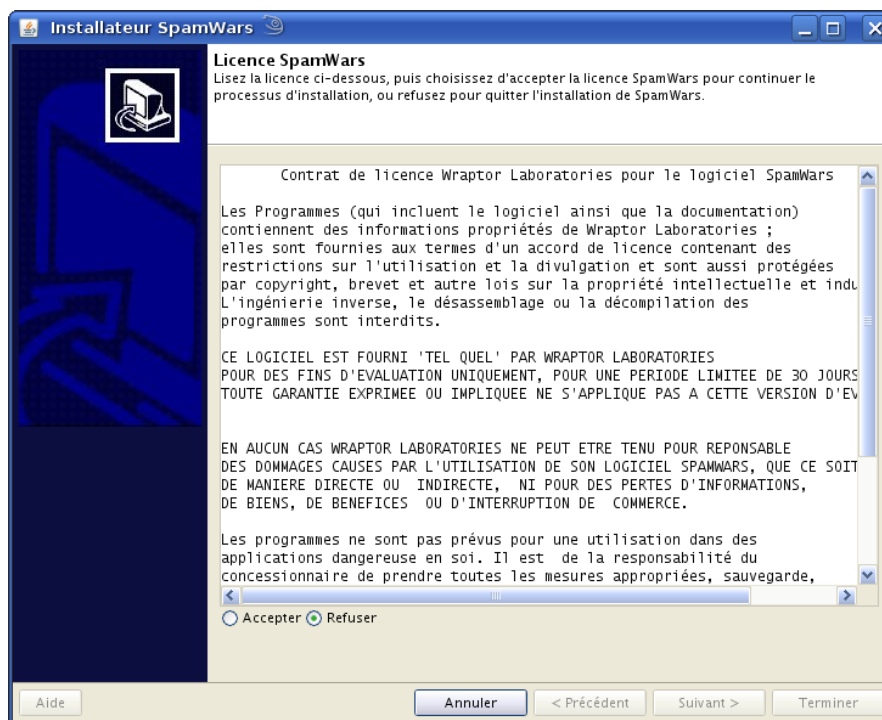 Installateur SpamWars
Licence SpamWars
Lisez la licence ci-dessous, puis choisissez d'accepter la licence SpamWars pour continuer le
processus d'installation, ou refusez pour quitter l'installation de SpamWars.
Contrat de licence Wraptor Laboratories pour le logiciel SpamWars
Les Programmes (qui incluent le logiciel ainsi que la documentation)
contiennent des informations propriétés de Wraptor Laboratories ;
elles sont fournies aux termes d'un accord de licence contenant des
restrictions sur l'utilisation et la divulgation et sont aussi protégées
par copyright, brevet et autre lois sur la propriété intellectuelle et indu
L'ingénierie inverse, le désassemblage ou la décompilation des
programmes sont interdits.
CE LOGICIEL EST FOURNI 'TEL QUEL' PAR WRAPTOR LABORATORIES
POUR DES FINS D'EVALUATION UNIQUEMENT, POUR UNE PERIODE LIMITEE DE 30 JOURS
TOUTE GARANTIE EXPRIMEE OU IMPLIQUEE NE S'APPLIQUE PAS A CETTE VERSION D'EV
EN AUCUN CAS WRAPTOR LABORATORIES NE PEUT ETRE TENU POUR REPONSABLE
DES DOMMAGES CAUSES PAR L'UTILISATION DE SON LOGICIEL SPAMWARS, QUE CE SOIT
DE MANIERE DIRECTE OU INDIRECTE, NI POUR DES PERTES D'INFORMATIONS,
DE BIENS, DE BENEFICES OU D'INTERRUPTION DE COMMERCE.
Les programmes ne sont pas prévus pour une utilisation dans des
applications dangereuse en soi. Il est de la responsabilité du
concessionnaire de prendre toutes les mesures appropriées, sauvegarde,
Accepter Refuser
Aide Annuler < Précédent Suivant > Terminer